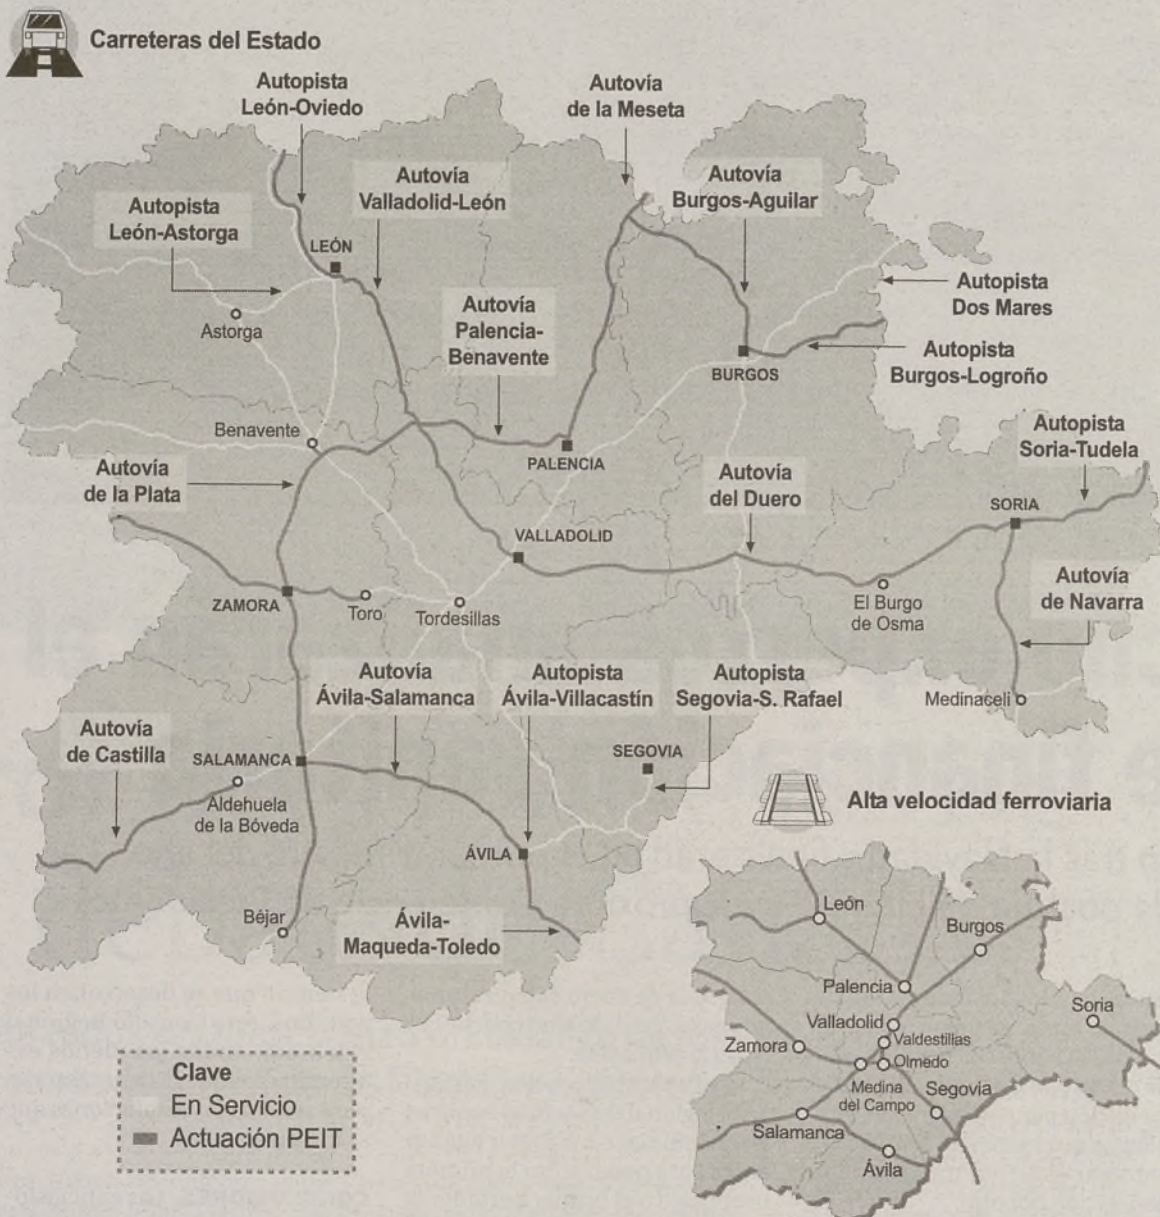 Carreteras del Estado
Autopista
León-Oviedo
Autovía
de la Meseta
Autovía
Valladolid-León
Autovía
Burgos-Aguilar
Autopista
León-Astorga
LEÓN
Autopista
Dos Mares
Astorga
Autovía
Palencia-
Benavente
BURGOS
Autopista
Burgos-Logroño
Benavente
PALENCIA
Autopista
Soria-Tudela
Autovía
de la Plata
Autovía
del Duero
SORIA
VALLADOLID
ZAMORA
Toro
Tordesillas
El Burgo
de Osma
Autovía
de Navarra
Autovía
Ávila-Salamanca
Autopista
Ávila-Villacastín
Autopista
Segovia-S. Rafael
Medinaceli
Autovía
de Castilla
SALAMANCA
SEGOVIA
Aldehuela
de la Bóveda
Alta velocidad ferroviaria
ÁVILA
Béjar
Ávila-
Maqueda-Toledo
León
Burgos
Palencia
Soria
Valladolid
Valdestillas
Zamora
Olmedo
Medina
del Campo
Segovia
Salamanca
Ávila
Clave
En Servicio
Actuación PEIT